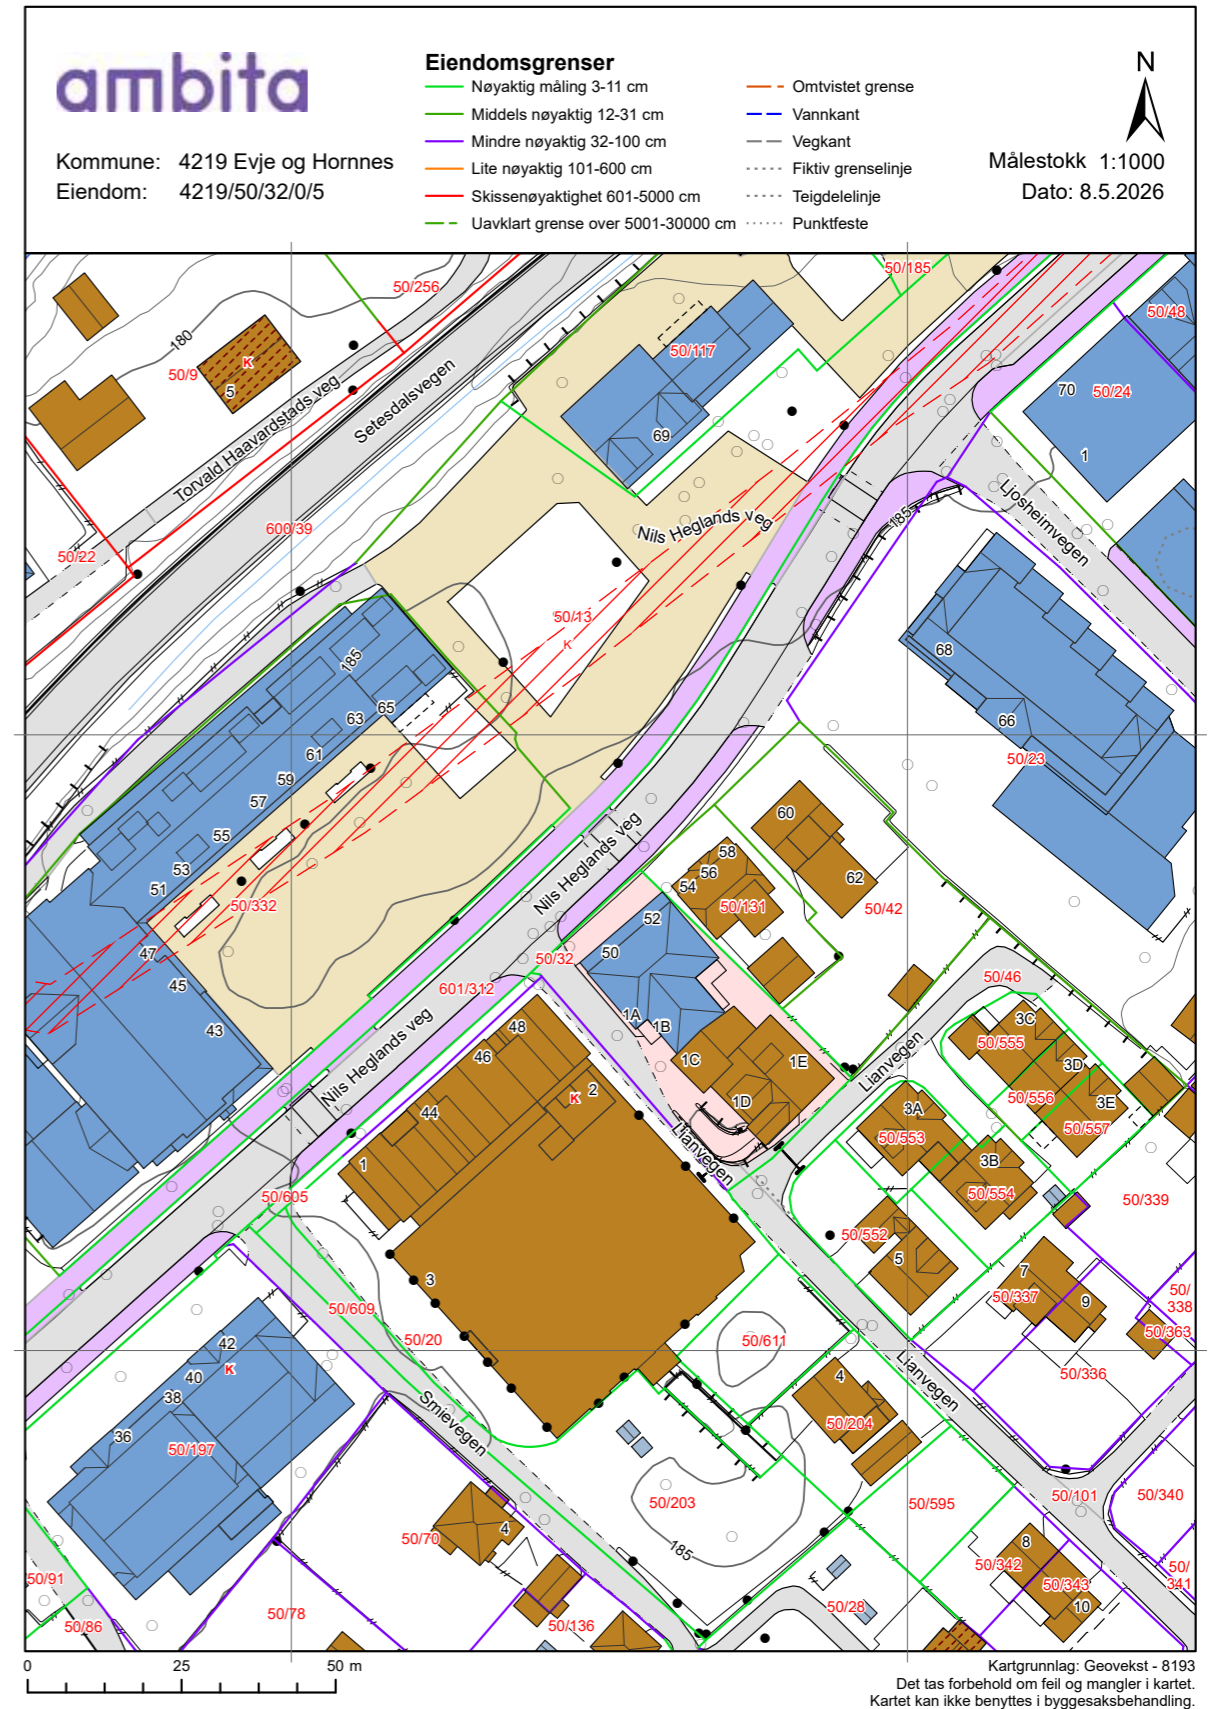 ambita
Kommune: 4219 Evje og Hornnes
Eiendom: 4219/50/32/0/5
Eiendomsgrenser
Nøyaktig måling 3-11 cm
Middels nøyaktig 12-31 cm
Mindre nøyaktig 32-100 cm
Lite nøyaktig 101-600 cm
Skissenøyaktighet 601-5000 cm
Uavklart grense over 5001-30000 cm
Omtvistet grense
Vannkant
Vegkant
Fiktiv grenselinje
Teigdelelinje
Punktfeste
N
Målestokk 1:1000
Dato: 8.5.2026
50/256
50/185
50/48
180
50/9
K
5
50/117
70
50/24
Torvald Haavardstads veg
Setesdalsvegen
69
1
600/39
50/22
Nils Heglands veg
185
Ljosheimvegen
50/13
K
68
185
65
63
66
61
50/23
59
57
60
55
Nils Heglands veg
58
53
56
62
51
54
50/332
50/131
50/42
52
47
50
50/32
45
601/312
50/46
43
48
1A
1B
3C
50/555
Nils Heglands veg
46
1C
1E
Lianvegen
3D
2
K
50/556
44
1D
3A
3E
50/553
50/557
Lianvegen
1
3B
50/605
50/554
50/339
50/552
5
3
7
50/337
50/609
9
50/
338
50/20
50/611
50/363
42
K
40
4
Lianvegen
50/336
38
Smievegen
50/204
36
50/197
50/203
50/595
50/101
50/340
50/70
4
185
8
50/342
50/91
50/343
50/
341
10
50/86
50/78
50/136
50/28
0 25 50 m
Kartgrunnlag: Geovekst - 8193
Det tas forbehold om feil og mangler i kartet.
Kartet kan ikke benyttes i byggesaksbehandling.